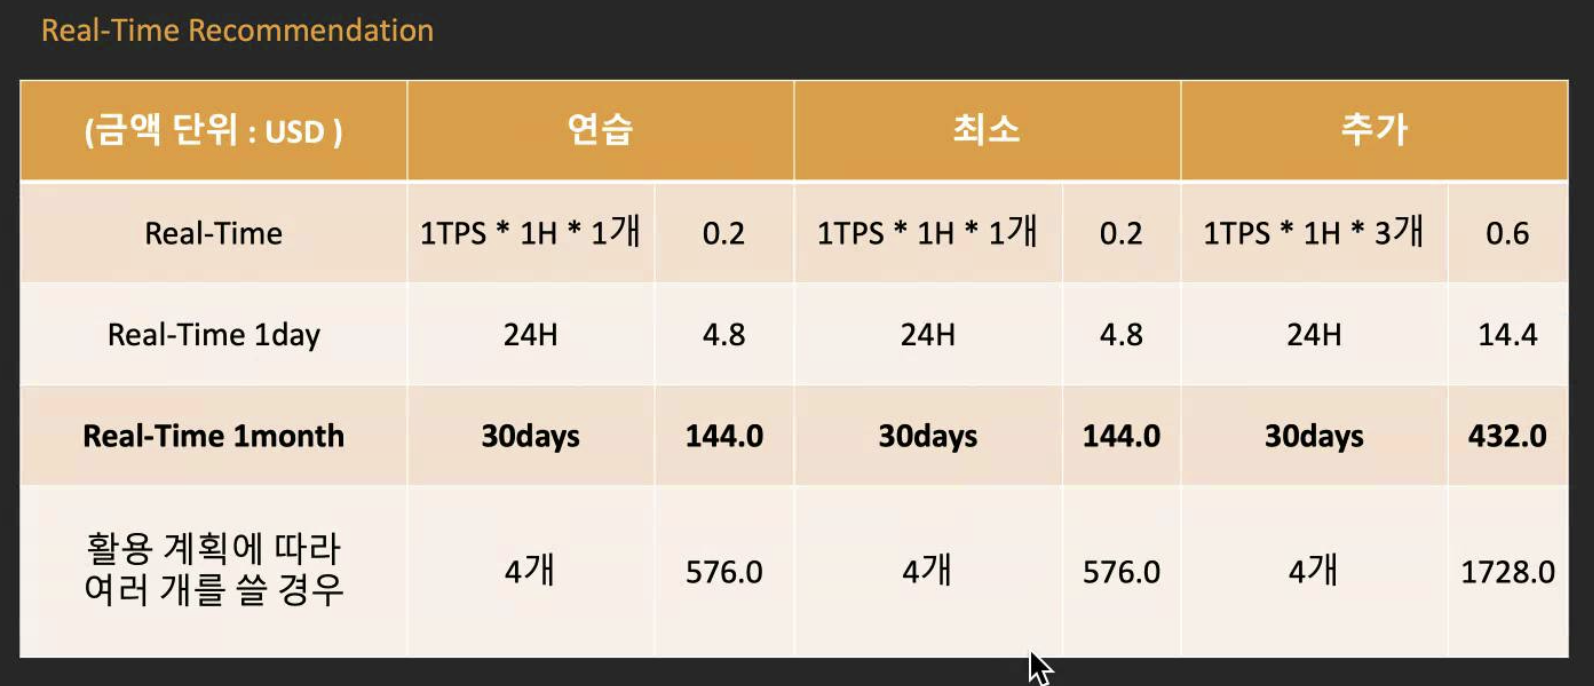 Real-Time Recommendation
(금액 단위 : USD ) 연습 최소 추가
Real-Time 1TPS * 1H * 1개 0.2 1TPS * 1H * 1개 0.2 1TPS * 1H * 3개 0.6
Real-Time 1day 24H 4.8 24H 4.8 24H 14.4
Real-Time 1month 30days 144.0 30days 144.0 30days 432.0
활용 계획에 따라
여러 개를 쓸 경우 4개 576.0 4개 576.0 4개 1728.0